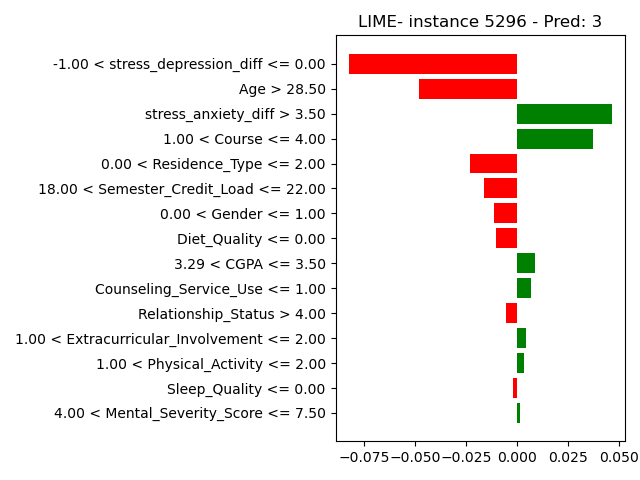 LIME- instance 5296 - Pred: 3
-1.00 < stress_depression_diff <= 0.00
Age > 28.50
stress_anxiety_diff > 3.50
1.00 < Course <= 4.00
0.00 < Residence_Type <= 2.00
18.00 < Semester_Credit_Load <= 22.00
0.00 < Gender <= 1.00
Diet_Quality <= 0.00
3.29 < CGPA <= 3.50
Counseling_Service_Use <= 1.00
Relationship_Status > 4.00
1.00 < Extracurricular_Involvement <= 2.00
1.00 < Physical_Activity <= 2.00
Sleep_Quality <= 0.00
4.00 < Mental_Severity_Score <= 7.50
−0.075 −0.050 −0.025 0.000 0.025 0.050